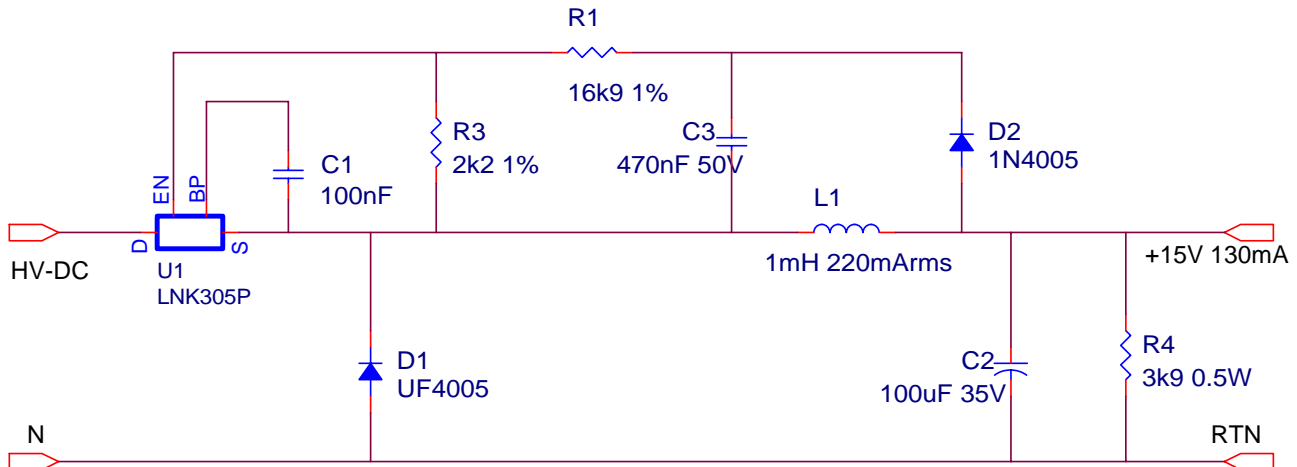 R1
16k9 1%
EN
BP
R3
2k2 1%
C3
470nF 50V
D2
1N4005
C1
100nF
L1
1mH 220mArms
D
S
HV-DC
U1
LNK305P
+15V 130mA
D1
UF4005
C2
100uF 35V
R4
3k9 0.5W
N
RTN